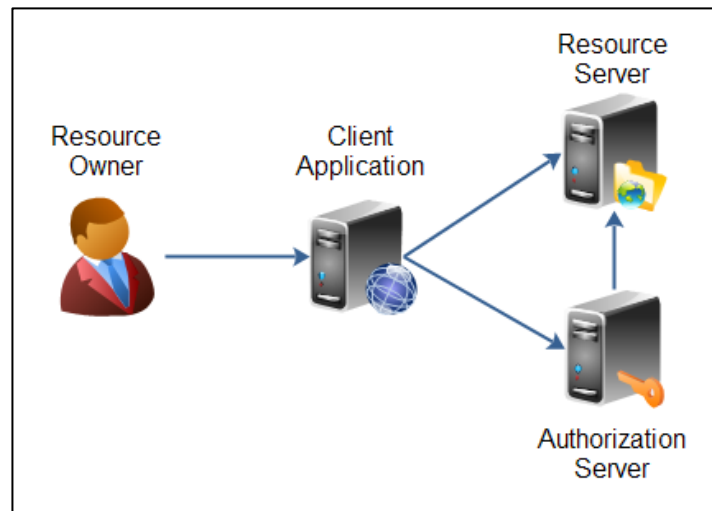 Resource
Owner
Client
Application
Resource
Server
Authorization
Server